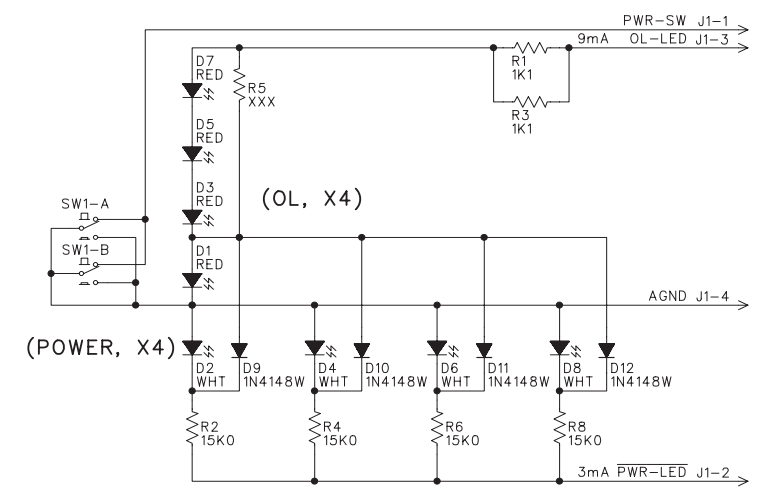 PWR-SW J1-1
9mA OL-LED J1-3
D7
RED
R5
XXX
R1
1K1
R3
1K1
D5
RED
D3
RED
(OL, X4)
SW1-A
SW1-B
D1
RED
AGND J1-4
(POWER, X4)
D2
WHT
D9
1N4148W
D4
WHT
D10
1N4148W
D6
WHT
D11
1N4148W
D8
WHT
D12
1N4148W
R2
15K0
R4
15K0
R6
15K0
R8
15K0
3mA PWR-LED J1-2